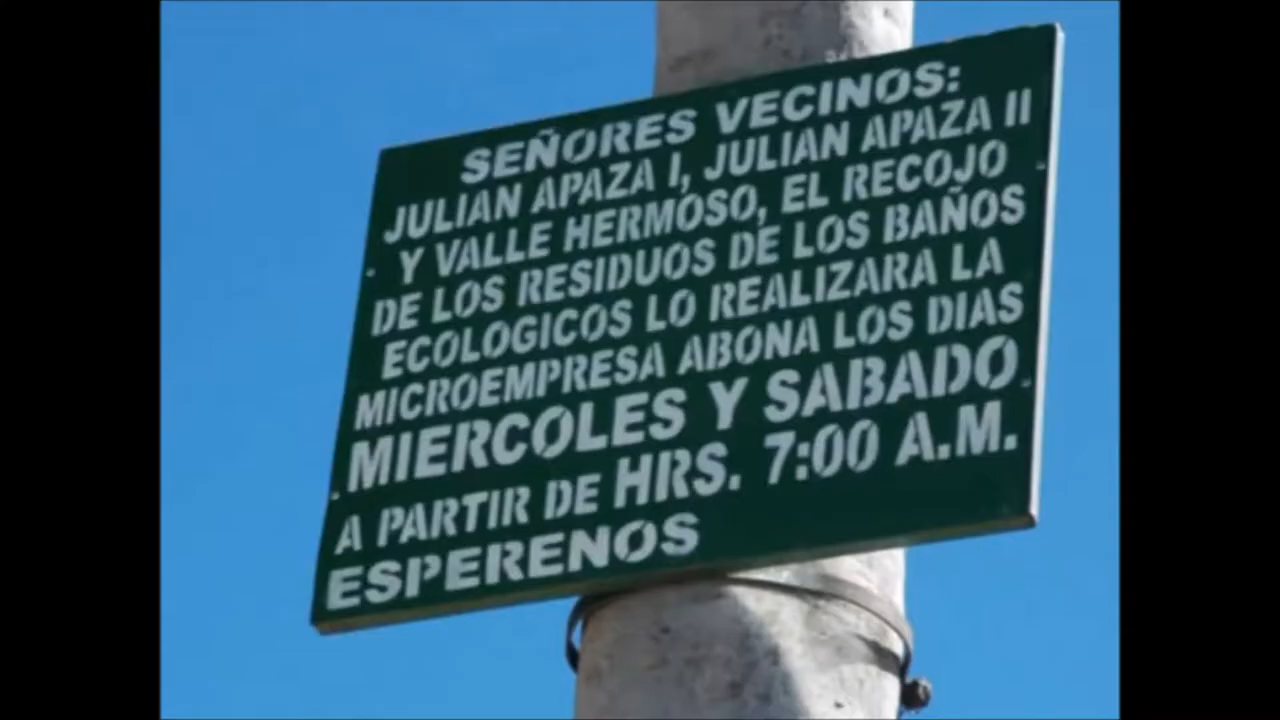 SEÑORES VECINOS:
JULIAN APAZA I, JULIAN APAZA II
Y VALLE HERMOSO, EL RECOJO
DE LOS RESIDUOS DE LOS BAÑOS
ECOLOGICOS LO REALIZARA LA
MICROEMPRESA ABONA LOS DIAS
MIERCOLES Y SABADO
A PARTIR DE HRS. 7:00 A.M.
ESPERENOS